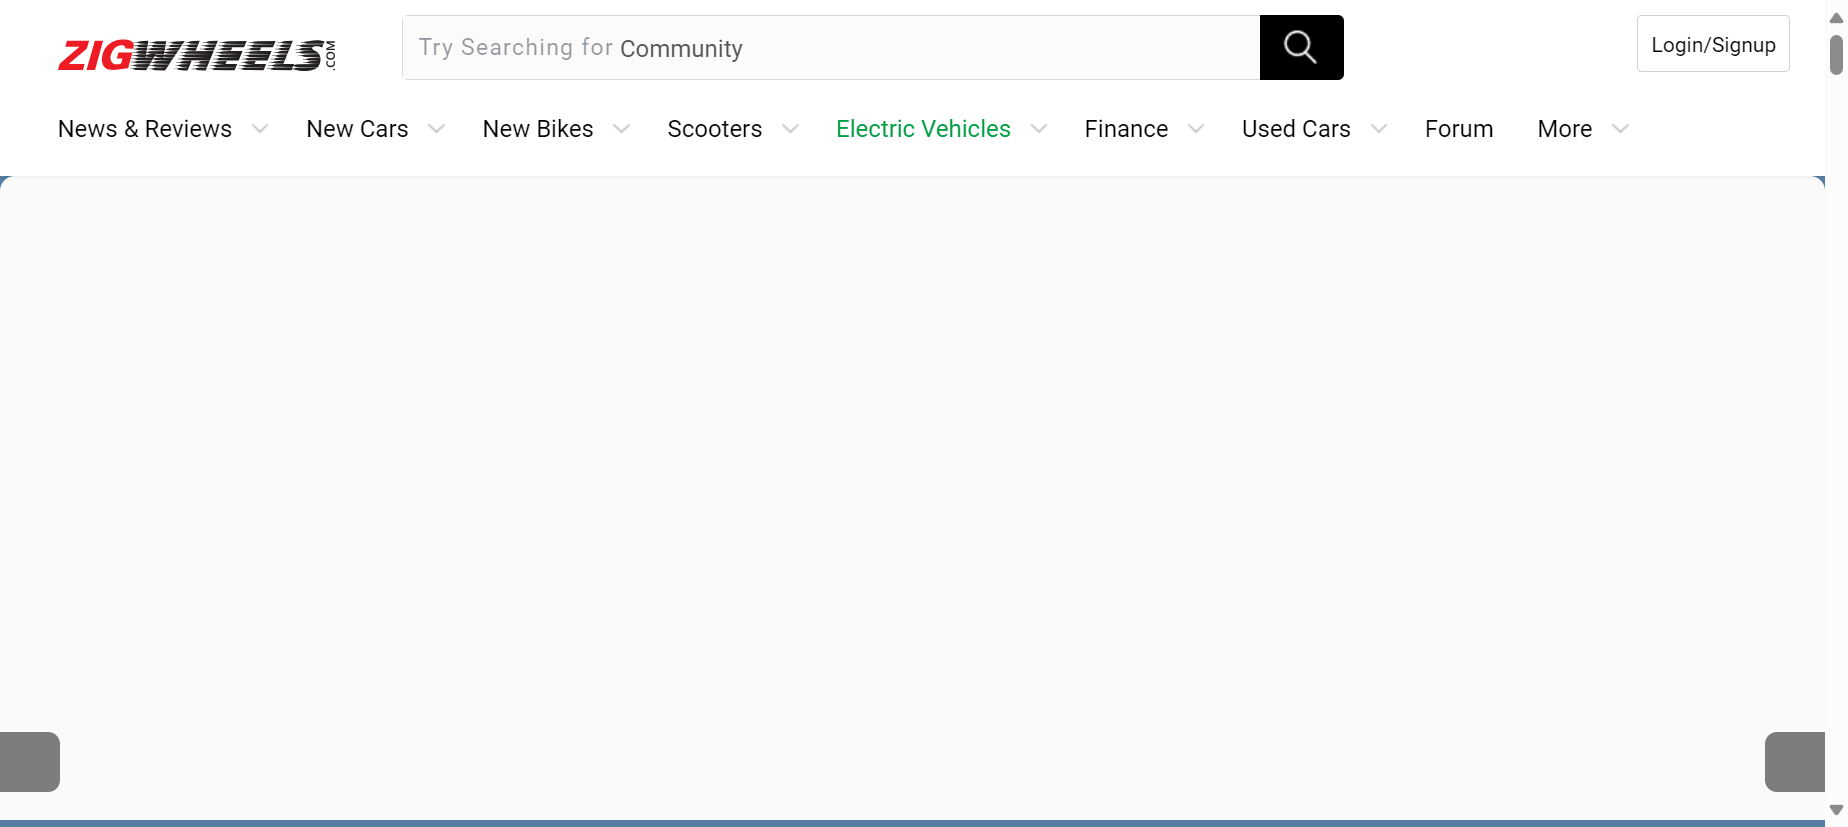 ZIGWHEELS.COM
Try Searching for Community
Login/Signup
News & Reviews New Cars New Bikes Scooters Electric Vehicles Finance Used Cars Forum More